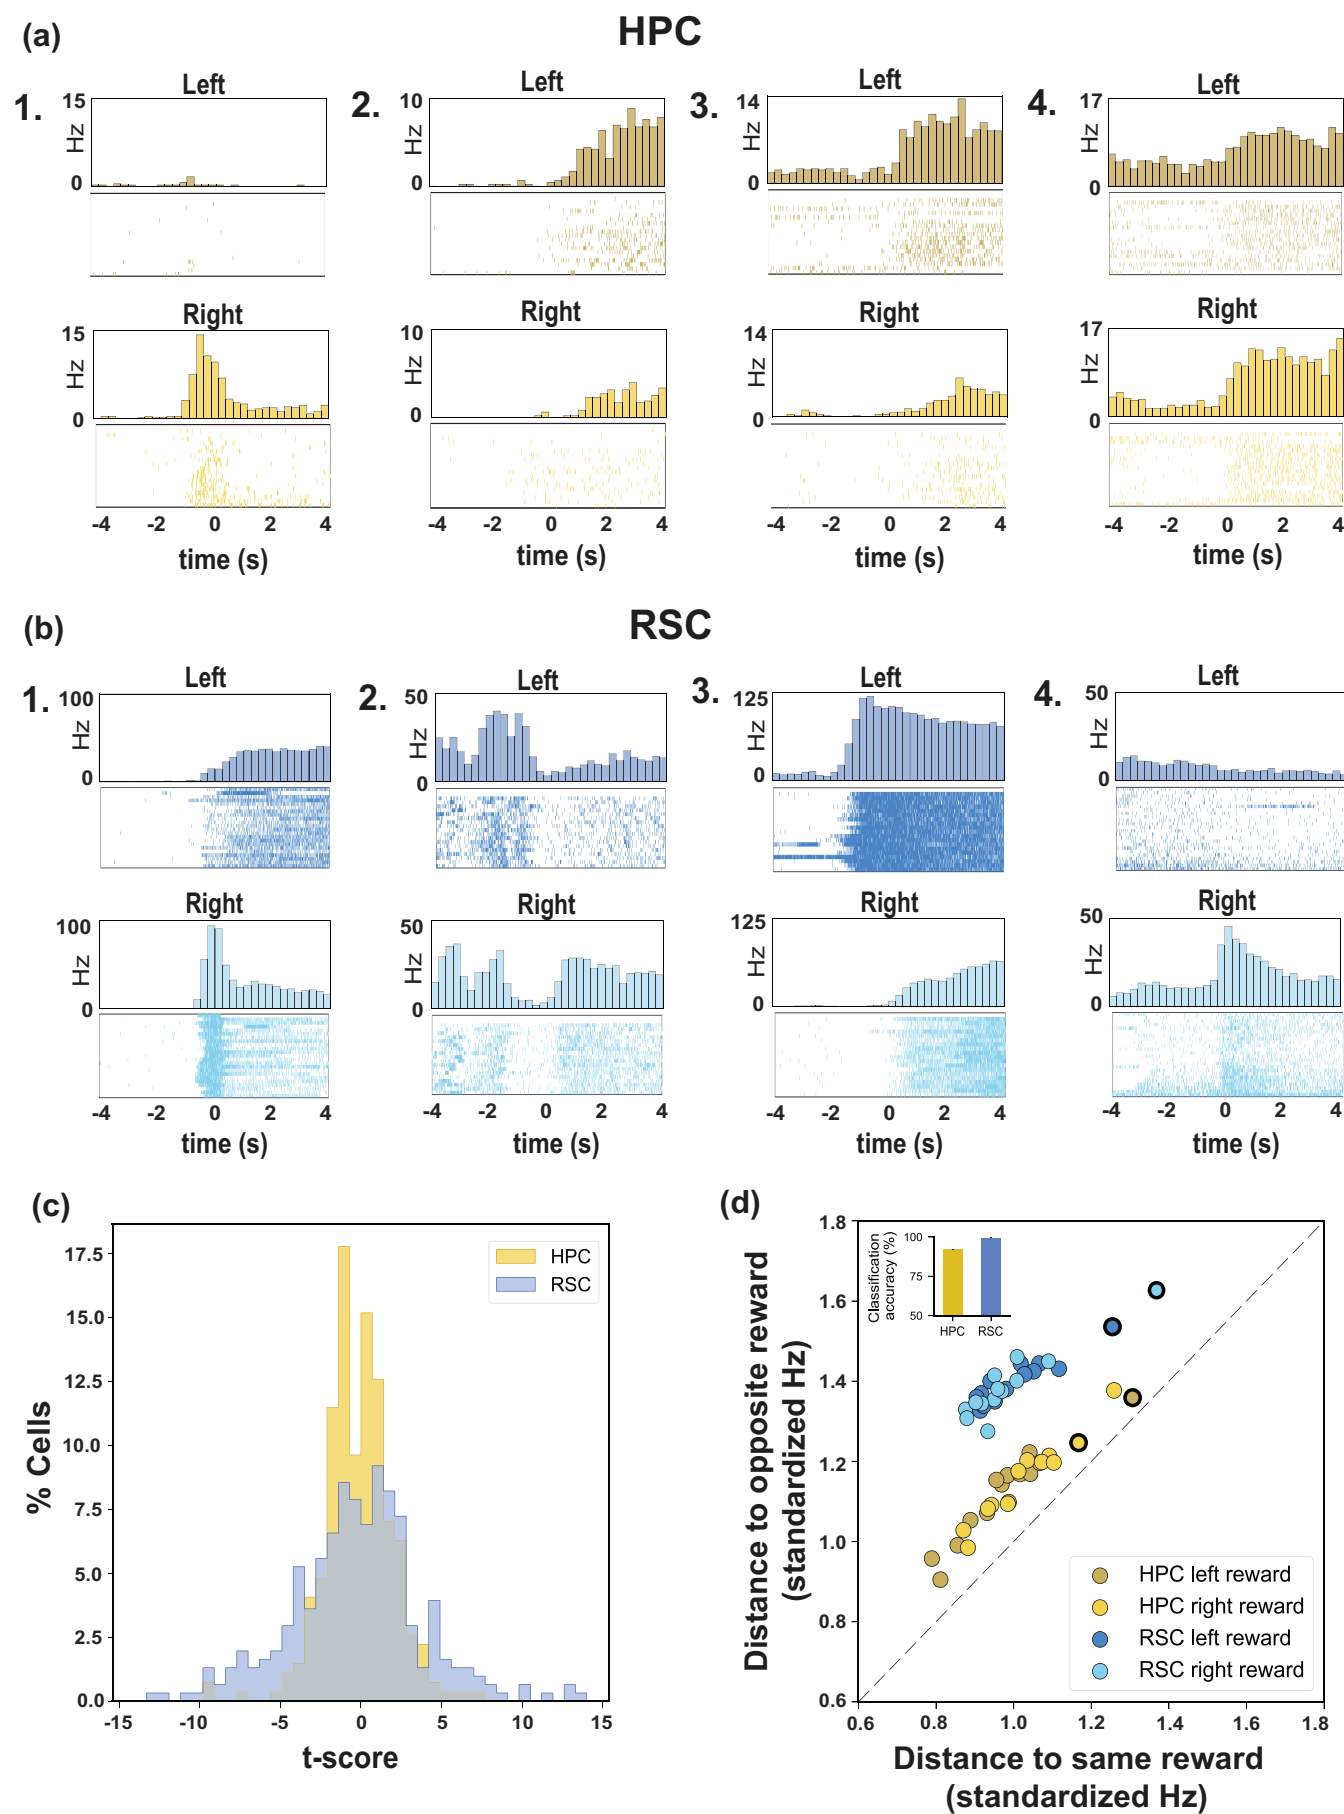 (a) HPC
1. 2. 3. 4.
Left Left Left Left
15 10 14 17
Hz Hz Hz Hz
0 0 0 0
Right Right Right Right
15 10 14 17
Hz Hz Hz Hz
0 0 0 0
-4 -2 0 2 4 -4 -2 0 2 4 -4 -2 0 2 4 -4 -2 0 2 4
time (s) time (s) time (s) time (s)
(b) RSC
1. 2. 3. 4.
Left Left Left Left
100 50 125 50
Hz Hz Hz Hz
0 0 0 0
Right Right Right Right
100 50 125 50
Hz Hz Hz Hz
0 0 0 0
-4 -2 0 2 4 -4 -2 0 2 4 -4 -2 0 2 4 -4 -2 0 2 4
time (s) time (s) time (s) time (s)
(c)
% Cells
17.5
15.0
12.5
10.0
7.5
5.0
2.5
0.0
-15 -10 -5 0 5 10 15
t-score
HPC
RSC
(d)
Distance to opposite reward
(standardized Hz)
1.8
1.6
1.4
1.2
1.0
0.8
0.6
0.6 0.8 1.0 1.2 1.4 1.6 1.8
Distance to same reward
(standardized Hz)
Classification
accuracy (%)
100
75
50
HPC RSC
HPC left reward
HPC right reward
RSC left reward
RSC right reward